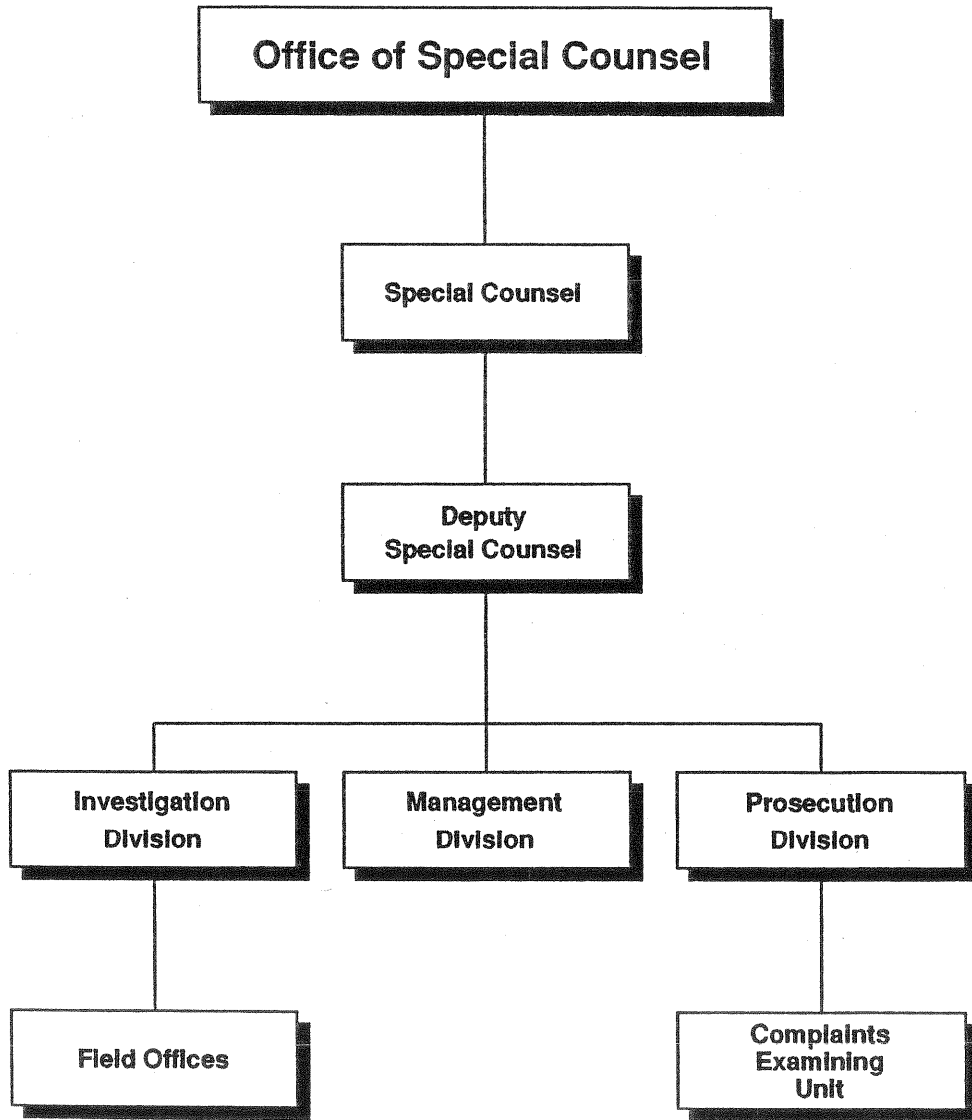 Office of Special Counsel
Special Counsel
Deputy
Special Counsel
Investigation
Division
Management
Division
Prosecution
Division
Field Offices
Complaints
Examining
Unit